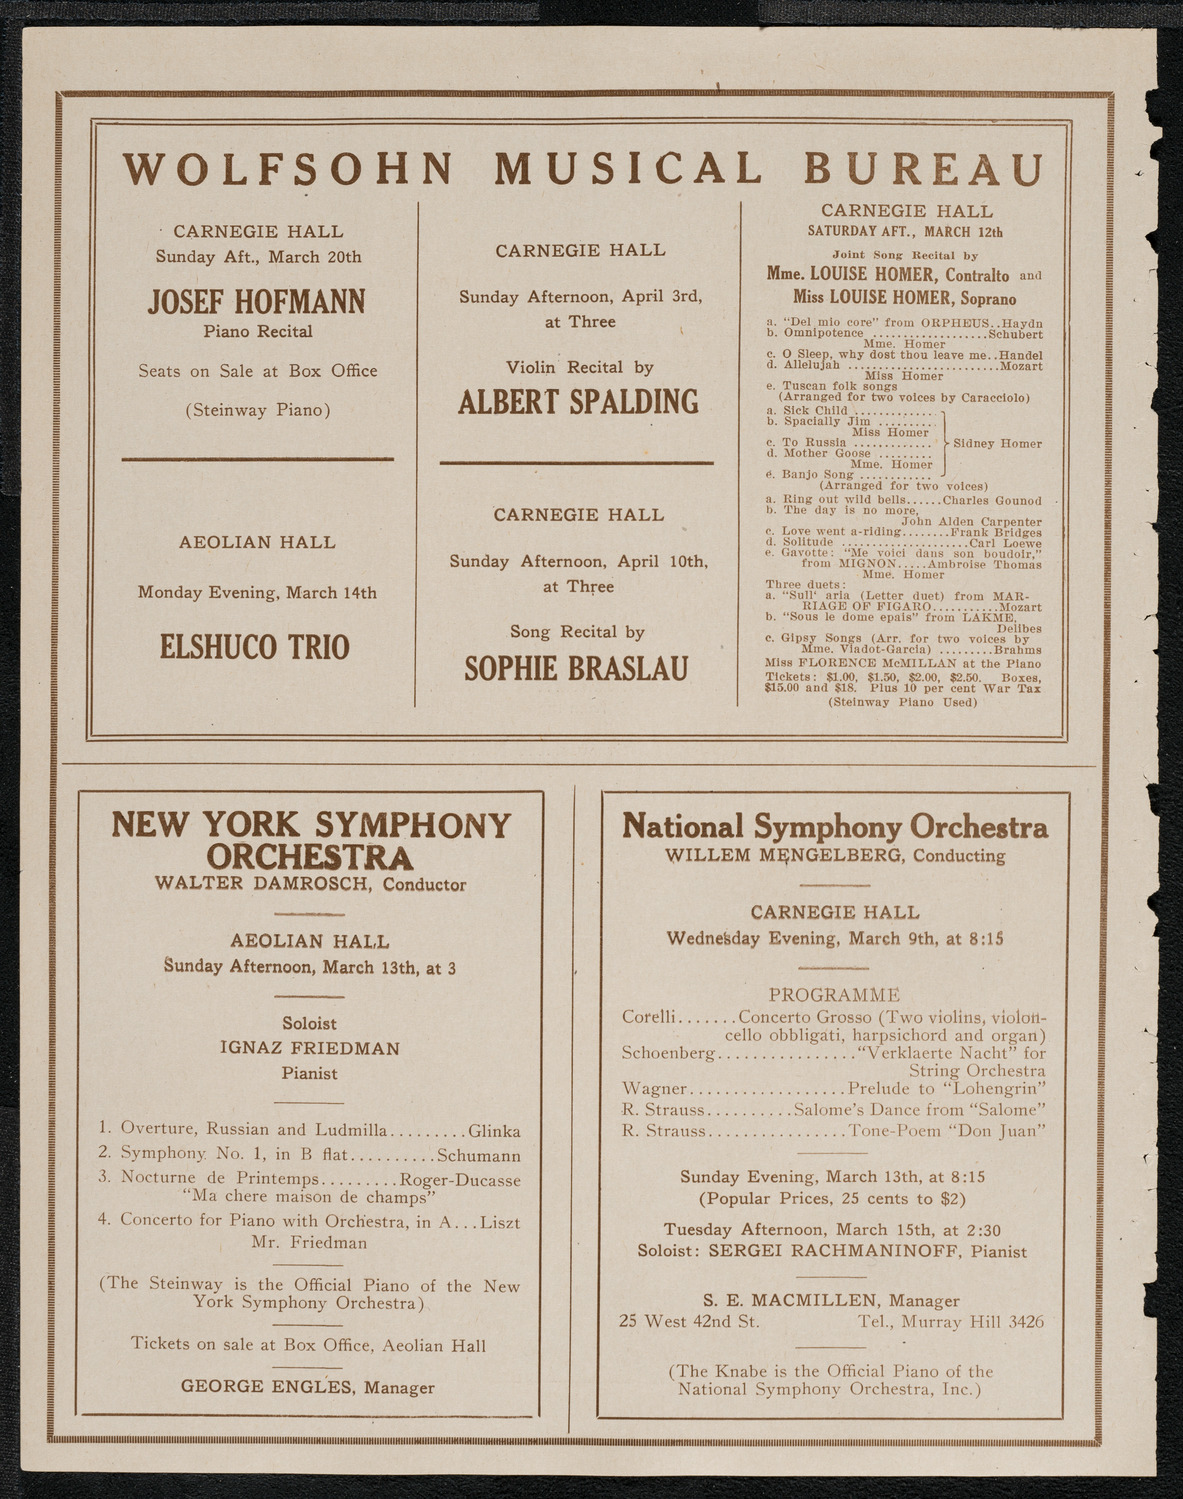 WOLFSOHN MUSICAL BUREAU
CARNEGIE HALL
Sunday Aft., March 20th
JOSEF HOFMANN
Piano Recital
Seats on Sale at Box Office
(Steinway Piano)
AEOLIAN HALL
Monday Evening, March 14th
ELSHUCO TRIO
CARNEGIE HALL
Sunday Afternoon, April 3rd,
at Three
Violin Recital by
ALBERT SPALDING
CARNEGIE HALL
Sunday Afternoon, April 10th,
at Three
Song Recital by
SOPHIE BRASLAU
CARNEGIE HALL
SATURDAY AFT., MARCH 12th
Joint Song Recital by
Mme. LOUISE HOMER, Contralto and
Miss LOUISE HOMER, Soprano
a. "Del mio core" from ORPHEUS..Haydn
b. Omnipotence ..................Schubert
Mme. Homer
c. O Sleep, why dost thou leave me..Handel
d. Allelujah ........................Mozart
Miss Homer
e. Tuscan folk songs
(Arranged for two voices by Caracciolo)
a. Sick Child .............
b. Spacially Jim ..........
Miss Homer
c. To Russia ............. Sidney Homer
d. Mother Goose .........
Mme. Homer
e. Banjo Song ............
(Arranged for two voices)
a. Ring out wild bells......Charles Gounod
b. The day is no more,
John Alden Carpenter
c. Love went a-riding........Frank Bridges
d. Solitude .....................Carl Loewe
e. Gavotte: "Me voici dans son boudoir,"
from MIGNON.....Ambroise Thomas
Mme. Homer
Three duets:
a. "Sull' aria (Letter duet) from MAR-
RIAGE OF FIGARO...........Mozart
b. "Sous le dome epais" from LAKME,
Delibes
c. Gipsy Songs (Arr. for two voices by
Mme. Viadot-Garcia) .........Brahms
Miss FLORENCE McMILLAN at the Piano
Tickets: $1.00, $1.50, $2.00, $2.50. Boxes,
$15.00 and $18. Plus 10 per cent War Tax
(Steinway Piano Used)
NEW YORK SYMPHONY
ORCHESTRA
WALTER DAMROSCH, Conductor
AEOLIAN HALL
Sunday Afternoon, March 13th, at 3
Soloist
IGNAZ FRIEDMAN
Pianist
1. Overture, Russian and Ludmilla.........Glinka
2. Symphony No. 1, in B flat..........Schumann
3. Nocturne de Printemps.........Roger-Ducasse
"Ma chere maison de champs"
4. Concerto for Piano with Orchestra, in A...Liszt
Mr. Friedman
(The Steinway is the Official Piano of the New
York Symphony Orchestra)
Tickets on sale at Box Office, Aeolian Hall
GEORGE ENGLES, Manager
National Symphony Orchestra
WILLEM MENGELBERG, Conducting
CARNEGIE HALL
Wednesday Evening, March 9th, at 8:15
PROGRAMME
Corelli.......Concerto Grosso (Two violins, violon-
cello obbligati, harpsichord and organ)
Schoenberg................"Verklaerte Nacht" for
String Orchestra
Wagner..................Prelude to "Lohengrin"
R. Strauss..........Salome's Dance from "Salome"
R. Strauss................Tone-Poem "Don Juan"
Sunday Evening, March 13th, at 8:15
(Popular Prices, 25 cents to $2)
Tuesday Afternoon, March 15th, at 2:30
Soloist: SERGEI RACHMANINOFF, Pianist
S. E. MACMILLEN, Manager
25 West 42nd St. Tel., Murray Hill 3426
(The Knabe is the Official Piano of the
National Symphony Orchestra, Inc.)